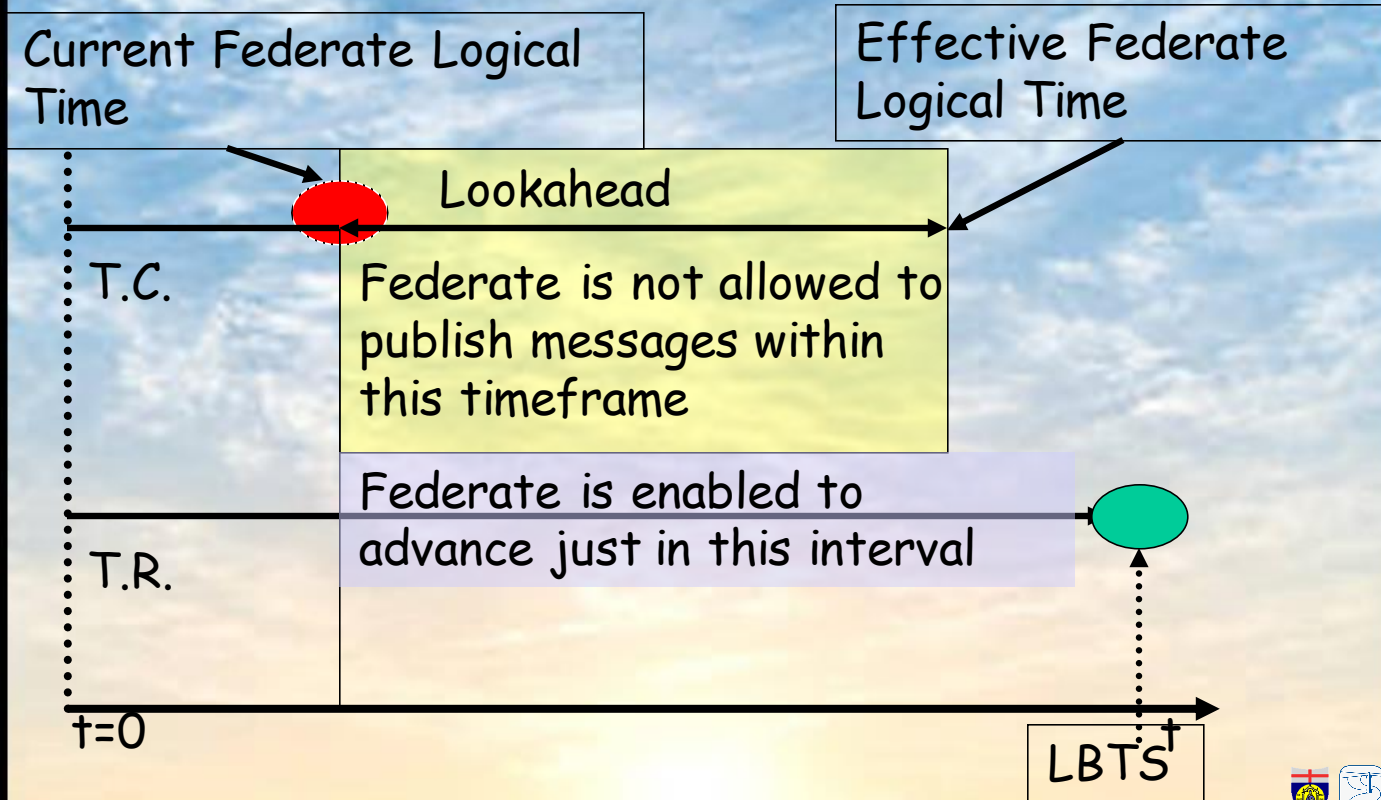 Current Federate Logical
Time
Effective Federate
Logical Time
Lookahead
T.C.
Federate is not allowed to
publish messages within
this timeframe
Federate is enabled to
advance just in this interval
T.R.
t=0
t
LBTS